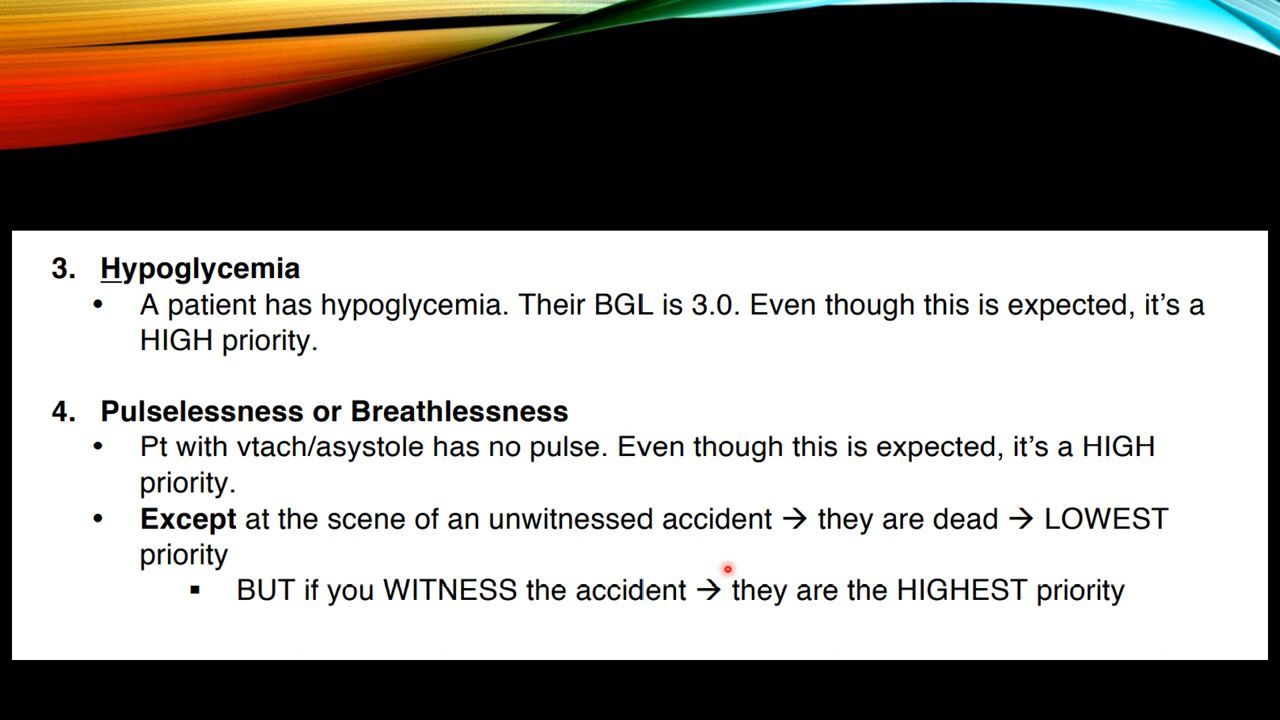 3. Hypoglycemia
• A patient has hypoglycemia. Their BGL is 3.0. Even though this is expected, it's a
HIGH priority.
4. Pulselessness or Breathlessness
• Pt with vtach/asystole has no pulse. Even though this is expected, it's a HIGH
priority.
• Except at the scene of an unwitnessed accident → they are dead → LOWEST
priority
▪ BUT if you WITNESS the accident → they are the HIGHEST priority